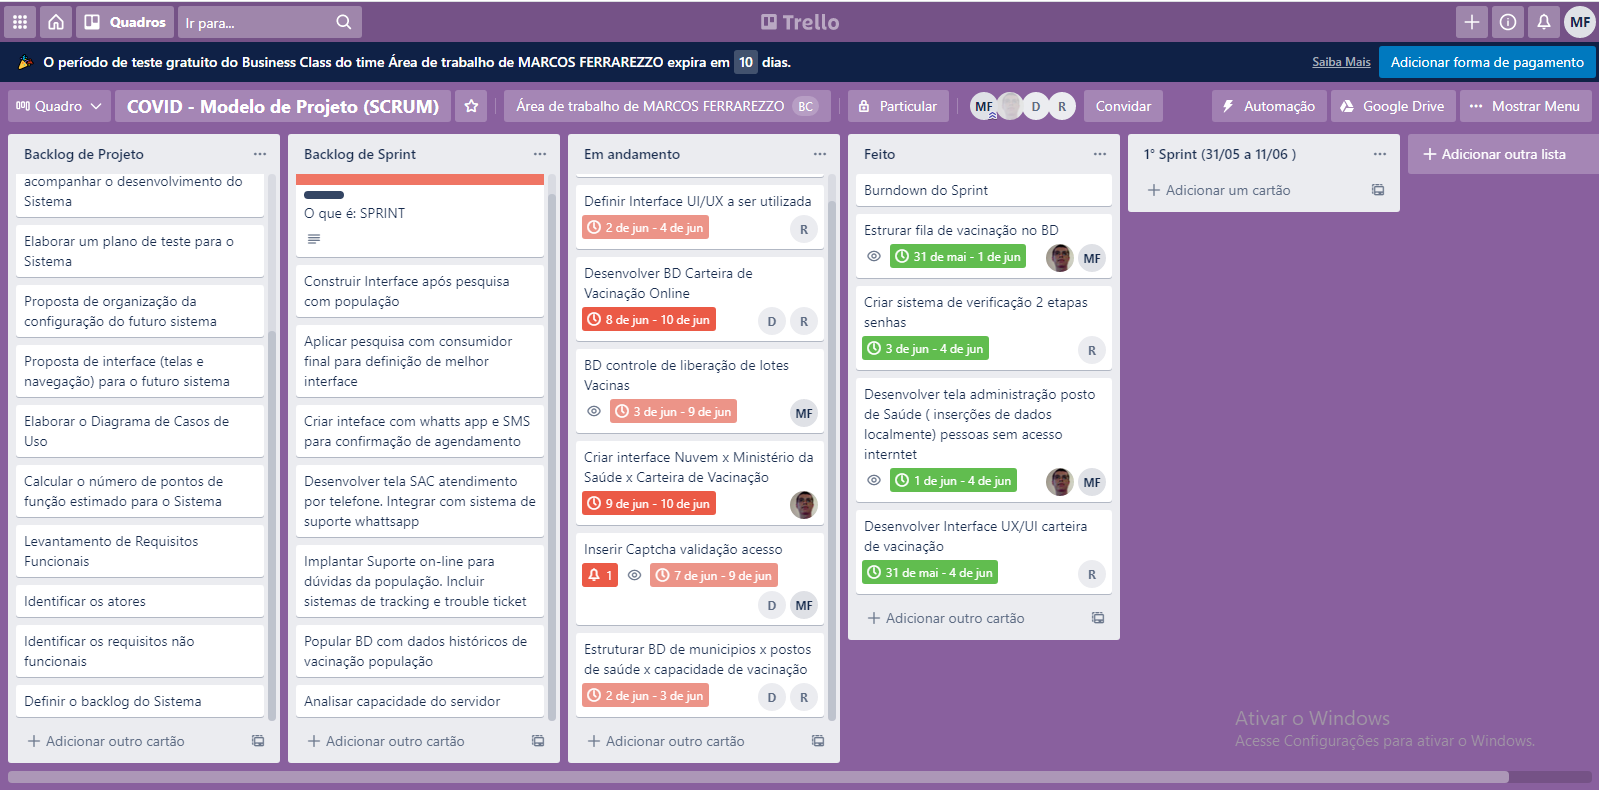 Quadros
Ir para...
Trello
MF
O período de teste gratuito do Business Class do time Área de trabalho de MARCOS FERRAREZZO expira em 10 dias.
Saiba Mais
Adicionar forma de pagamento
Quadro
COVID - Modelo de Projeto (SCRUM)
Área de trabalho de MARCOS FERRAREZZO BC
Particular
MF
D
R
Convidar
Automação
Google Drive
Mostrar Menu
Backlog de Projeto
acompanhar o desenvolvimento do
Sistema
Elaborar um plano de teste para o
Sistema
Proposta de organização da
configuração do futuro sistema
Proposta de interface (telas e
navegação) para o futuro sistema
Elaborar o Diagrama de Casos de
Uso
Calcular o número de pontos de
função estimado para o Sistema
Levantamento de Requisitos
Funcionais
Identificar os atores
Identificar os requisitos não
funcionais
Definir o backlog do Sistema
Adicionar outro cartão
Backlog de Sprint
O que é: SPRINT
Construir Interface após pesquisa
com população
Aplicar pesquisa com consumidor
final para definição de melhor
interface
Criar inteface com whatts app e SMS
para confirmação de agendamento
Desenvolver tela SAC atendimento
por telefone. Integrar com sistema de
suporte whattsapp
Implantar Suporte on-line para
dúvidas da população. Incluir
sistemas de tracking e trouble ticket
Popular BD com dados históricos de
vacinação população
Analisar capacidade do servidor
Adicionar outro cartão
Em andamento
Definir Interface UI/UX a ser utilizada
2 de jun - 4 de jun
R
Desenvolver BD Carteira de
Vacinação Online
8 de jun - 10 de jun
D R
BD controle de liberação de lotes
Vacinas
3 de jun - 9 de jun
MF
Criar interface Nuvem x Ministério da
Saúde x Carteira de Vacinação
9 de jun - 10 de jun
Inserir Captcha validação acesso
1
7 de jun - 9 de jun
D MF
Estruturar BD de municipios x postos
de saúde x capacidade de vacinação
2 de jun - 3 de jun
D R
Adicionar outro cartão
Feito
Burndown do Sprint
Estrurar fila de vacinação no BD
31 de mai - 1 de jun
MF
Criar sistema de verificação 2 etapas
senhas
3 de jun - 4 de jun
R
Desenvolver tela administração posto
de Saúde ( inserções de dados
localmente) pessoas sem acesso
interntet
1 de jun - 4 de jun
MF
Desenvolver Interface UX/UI carteira
de vacinação
31 de mai - 4 de jun
R
Adicionar outro cartão
1° Sprint (31/05 a 11/06 )
Adicionar um cartão
Adicionar outra lista
Ativar o Windows
Acesse Configurações para ativar o Windows.